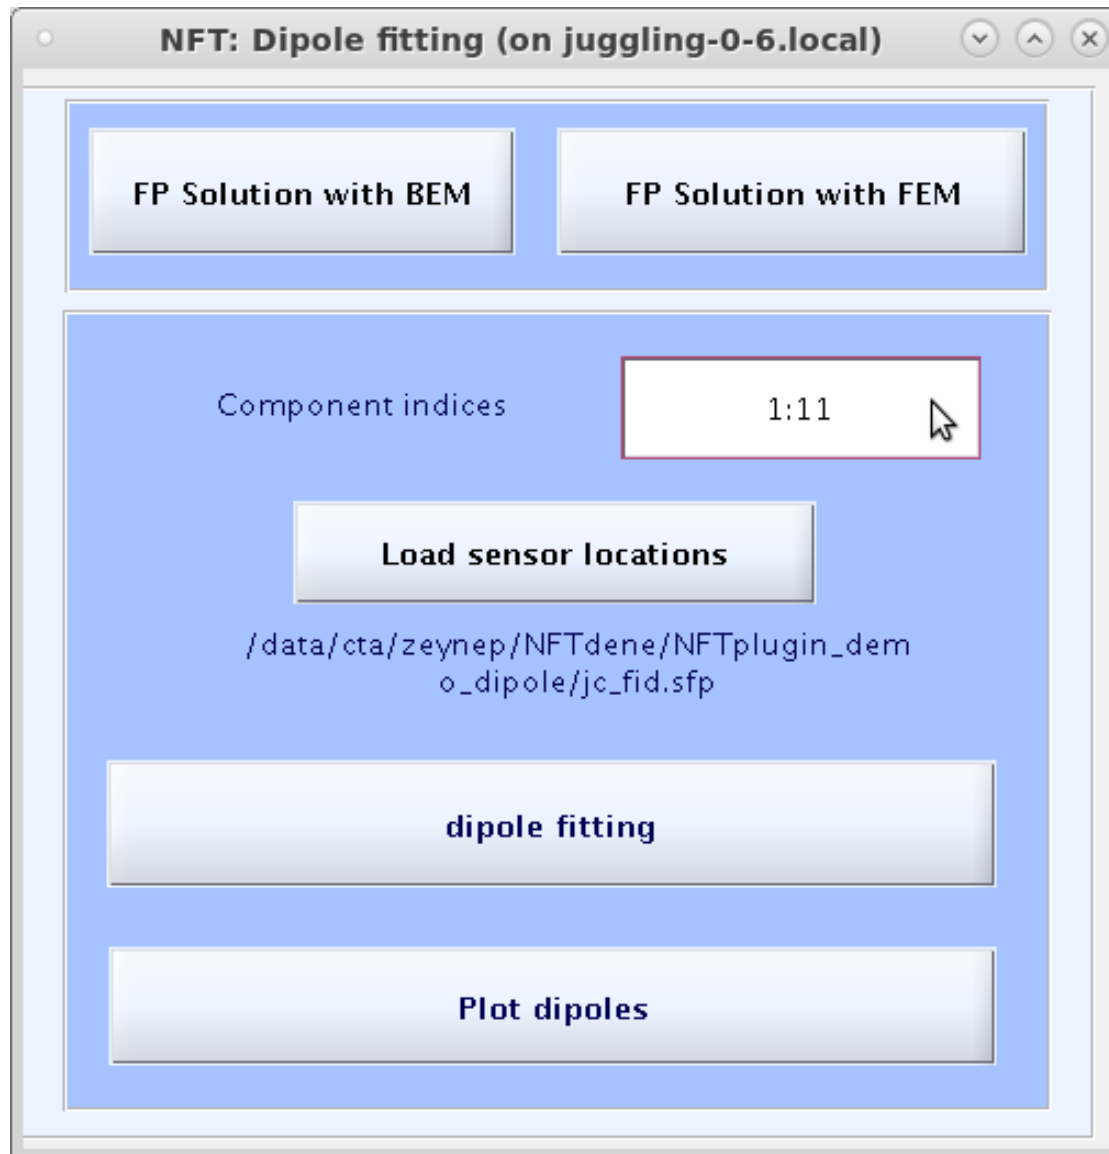 NFT: Dipole fitting (on juggling-0-6.local)
FP Solution with BEM
FP Solution with FEM
Component indices
1:11
Load sensor locations
/data/cta/zeynep/NFTdene/NFTplugin_dem
o_dipole/jc_fid.sfp
dipole fitting
Plot dipoles